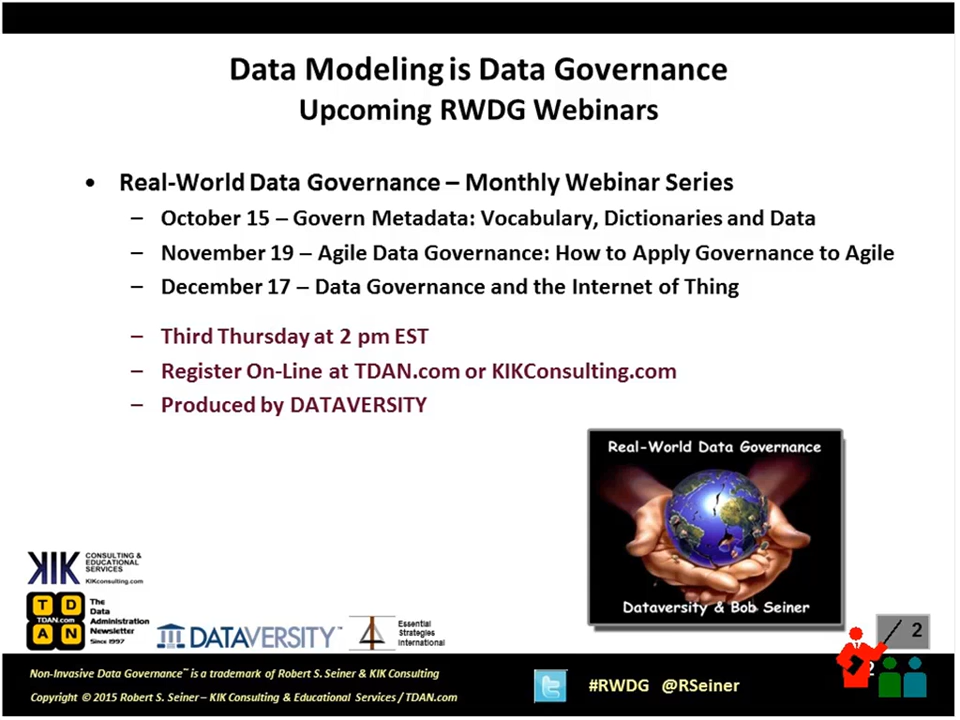 Data Modeling is Data Governance
Upcoming RWDG Webinars
• Real-World Data Governance – Monthly Webinar Series
– October 15 – Govern Metadata: Vocabulary, Dictionaries and Data
– November 19 – Agile Data Governance: How to Apply Governance to Agile
– December 17 – Data Governance and the Internet of Thing
– Third Thursday at 2 pm EST
– Register On-Line at TDAN.com or KIKConsulting.com
– Produced by DATAVERSITY
Real-World Data Governance
Dataversity & Bob Seiner
KIK
CONSULTING &
EDUCATIONAL
SERVICES
KIKconsulting.com
T D
TDAN.com
A N
The
Data
Administration
Newsletter
Since 1997
DATAVERSITY™
Essential
Strategies
International
2
2
Non-Invasive Data Governance™ is a trademark of Robert S. Seiner & KIK Consulting
Copyright © 2015 Robert S. Seiner – KIK Consulting & Educational Services / TDAN.com
#RWDG @RSeiner